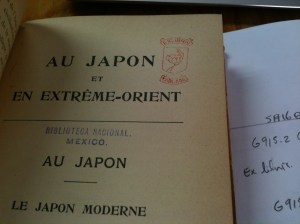 AU JAPON
ET
EN EXTRÊME-ORIENT
BIBLIOTECA NACIONAL
MEXICO.
AU JAPON
LE JAPON MODERNE
G915.2
Ex libris
G915